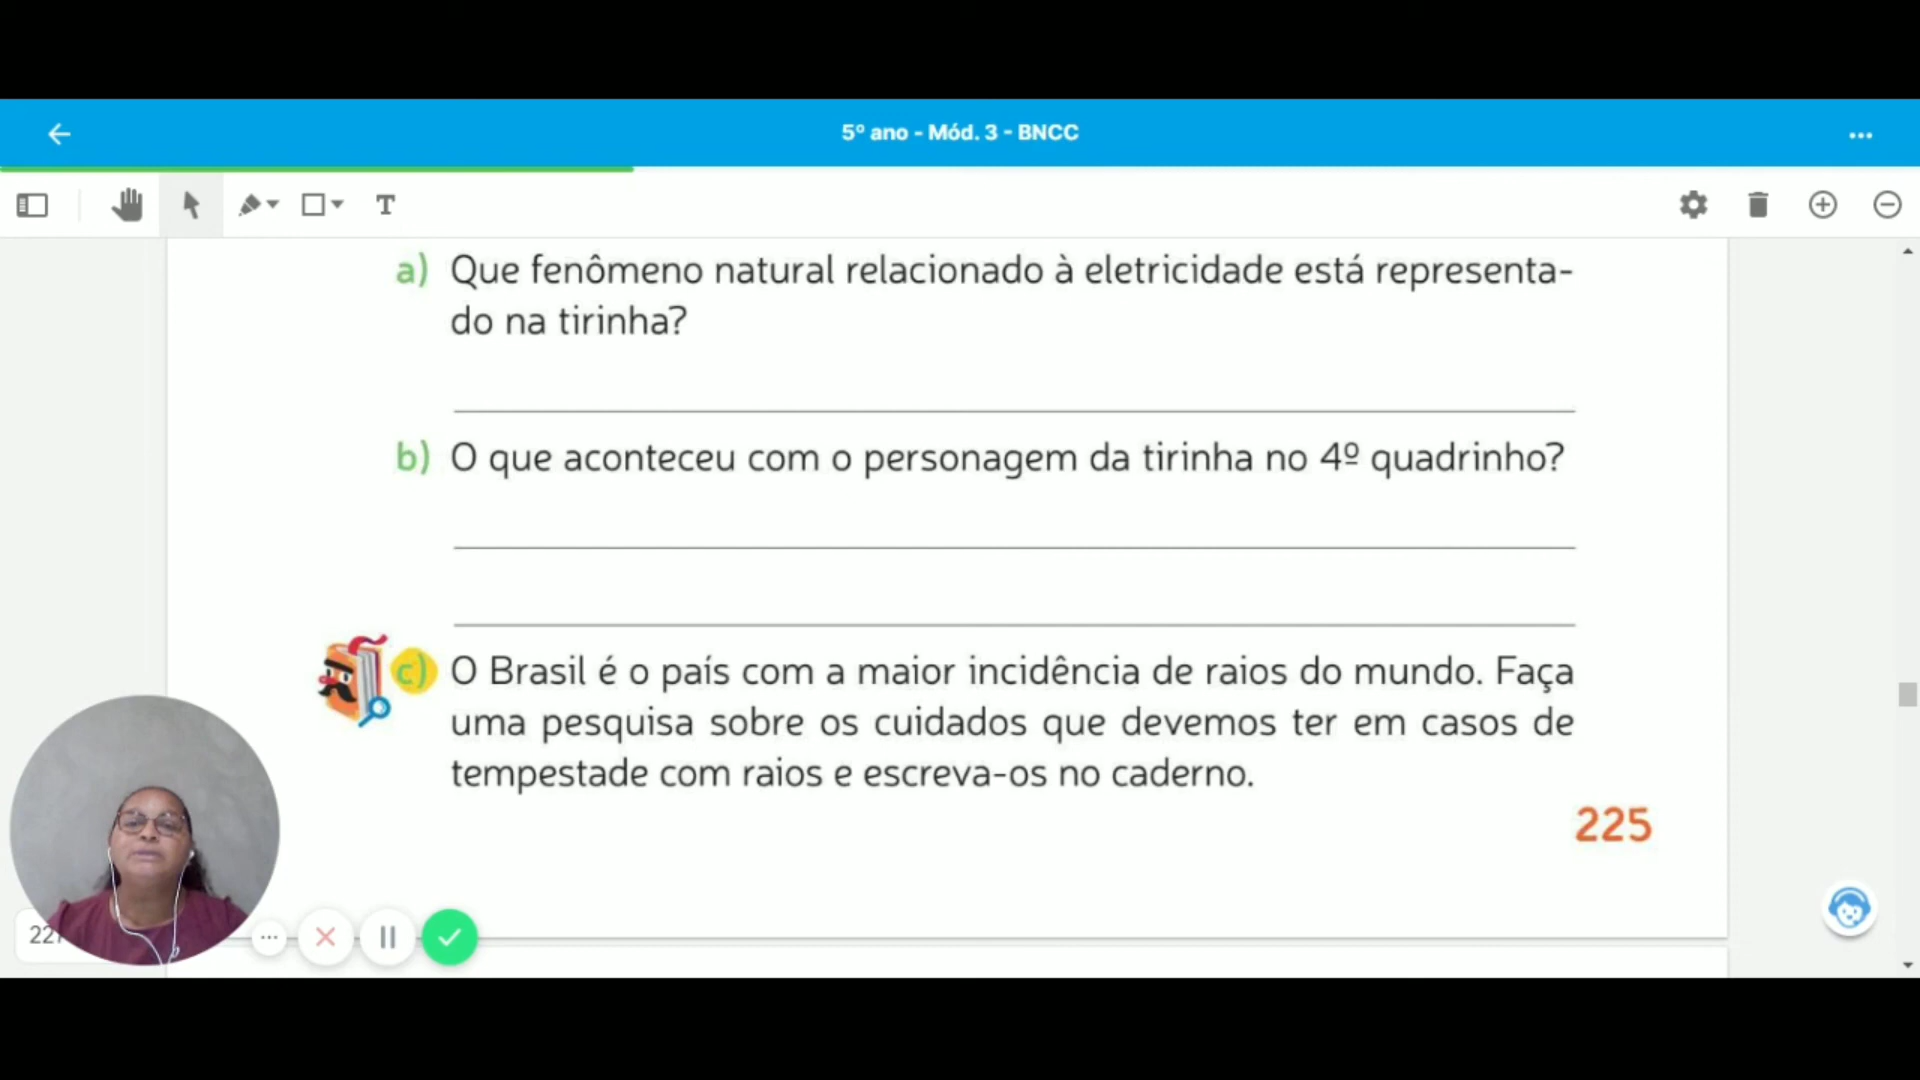 5º ano - Mód. 3 - BNCC
T
a) Que fenômeno natural relacionado à eletricidade está representa-
do na tirinha?
b) O que aconteceu com o personagem da tirinha no 4º quadrinho?
c) O Brasil é o país com a maior incidência de raios do mundo. Faça
uma pesquisa sobre os cuidados que devemos ter em casos de
tempestade com raios e escreva-os no caderno.
225